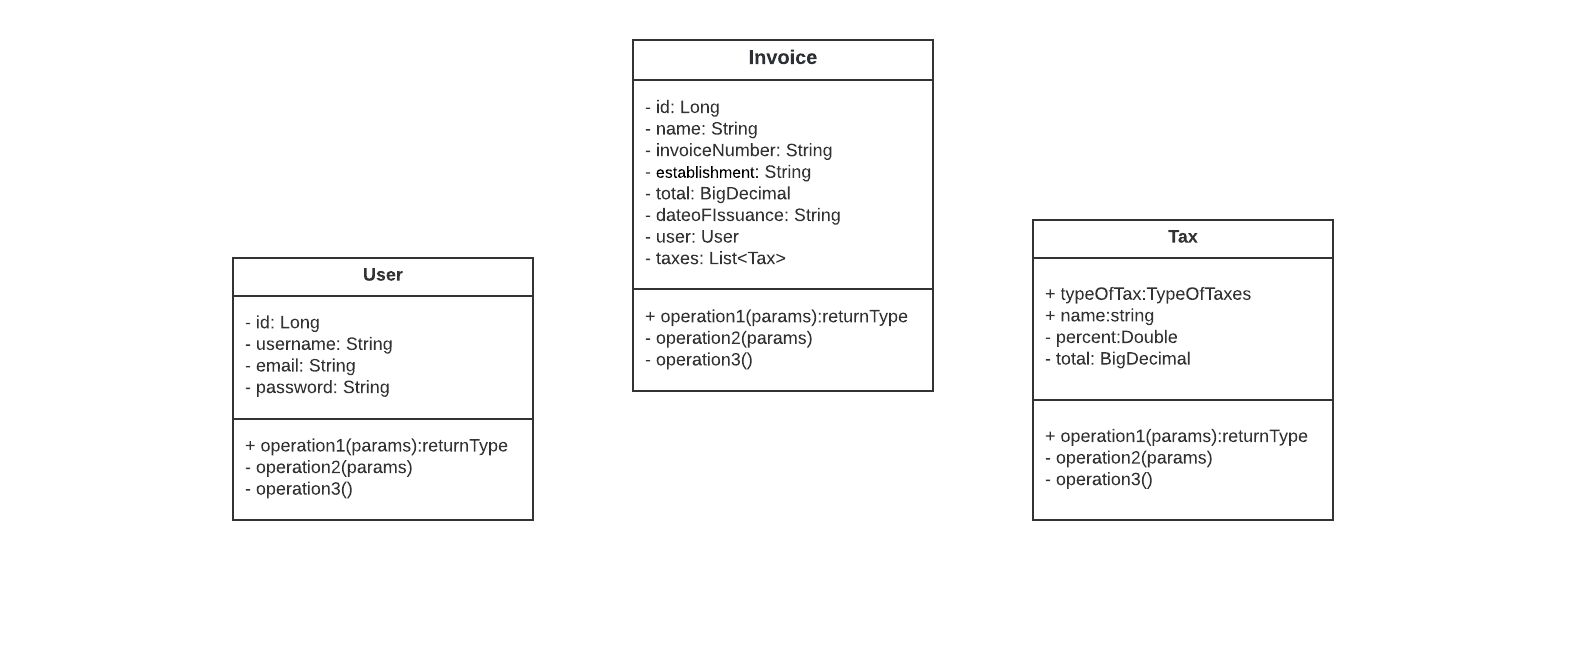 Invoice
- id: Long
- name: String
- invoiceNumber: String
- establishment: String
- total: BigDecimal
- dateoFIssuance: String
- user: User
- taxes: List<Tax>
+ operation1(params):returnType
- operation2(params)
- operation3()
User
- id: Long
- username: String
- email: String
- password: String
+ operation1(params):returnType
- operation2(params)
- operation3()
Tax
+ typeOfTax:TypeOfTaxes
+ name:string
- percent:Double
- total: BigDecimal
+ operation1(params):returnType
- operation2(params)
- operation3()